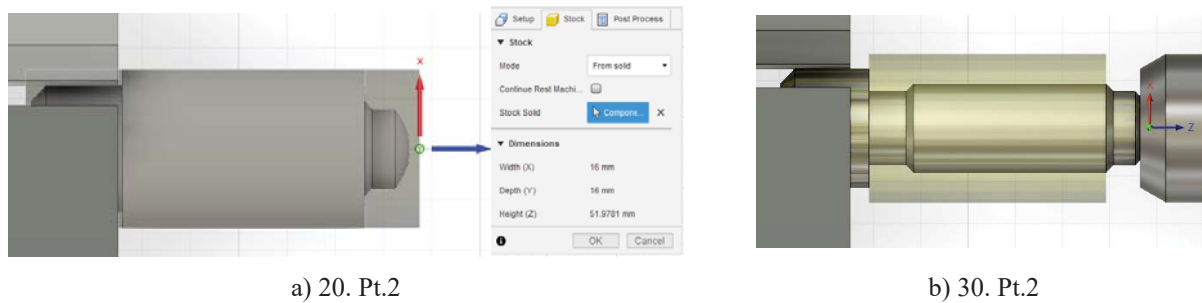 X
Setup Stock Post Process
▼ Stock
Mode From solid
Continue Rest Machi...
Stock Solid Compone... X
▼ Dimensions
Width (X) 16 mm
Depth (Y) 16 mm
Height (Z) 51.9781 mm
OK Cancel
X
Z
a) 20. Pt.2 b) 30. Pt.2